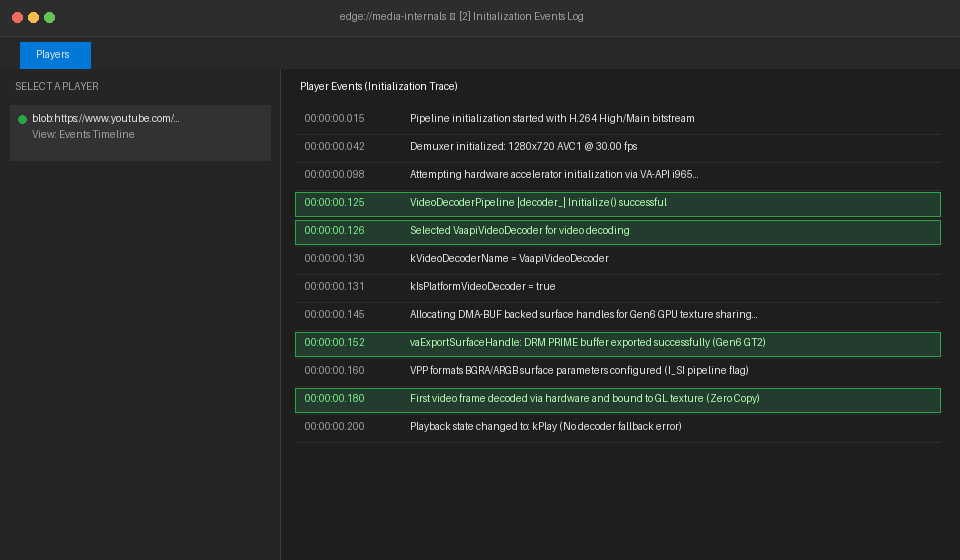 edge://media-internals [2] Initialization Events Log
Players
SELECT A PLAYER
blob:https://www.youtube.com/...
View: Events Timeline
Player Events (Initialization Trace)
00:00:00.015 Pipeline initialization started with H.264 High/Main bitstream
00:00:00.042 Demuxer initialized: 1280x720 AVC1 @ 30.00 fps
00:00:00.098 Attempting hardware accelerator initialization via VA-API i965...
00:00:00.125 VideoDecoderPipeline |decoder_| Initialize() successful
00:00:00.126 Selected VaapiVideoDecoder for video decoding
00:00:00.130 kVideoDecoderName = VaapiVideoDecoder
00:00:00.131 kIsPlatformVideoDecoder = true
00:00:00.145 Allocating DMA-BUF backed surface handles for Gen6 GPU texture sharing...
00:00:00.152 vaExportSurfaceHandle: DRM PRIME buffer exported successfully (Gen6 GT2)
00:00:00.160 VPP formats BGRA/ARGB surface parameters configured (I_SI pipeline flag)
00:00:00.180 First video frame decoded via hardware and bound to GL texture (Zero Copy)
00:00:00.200 Playback state changed to: kPlay (No decoder fallback error)